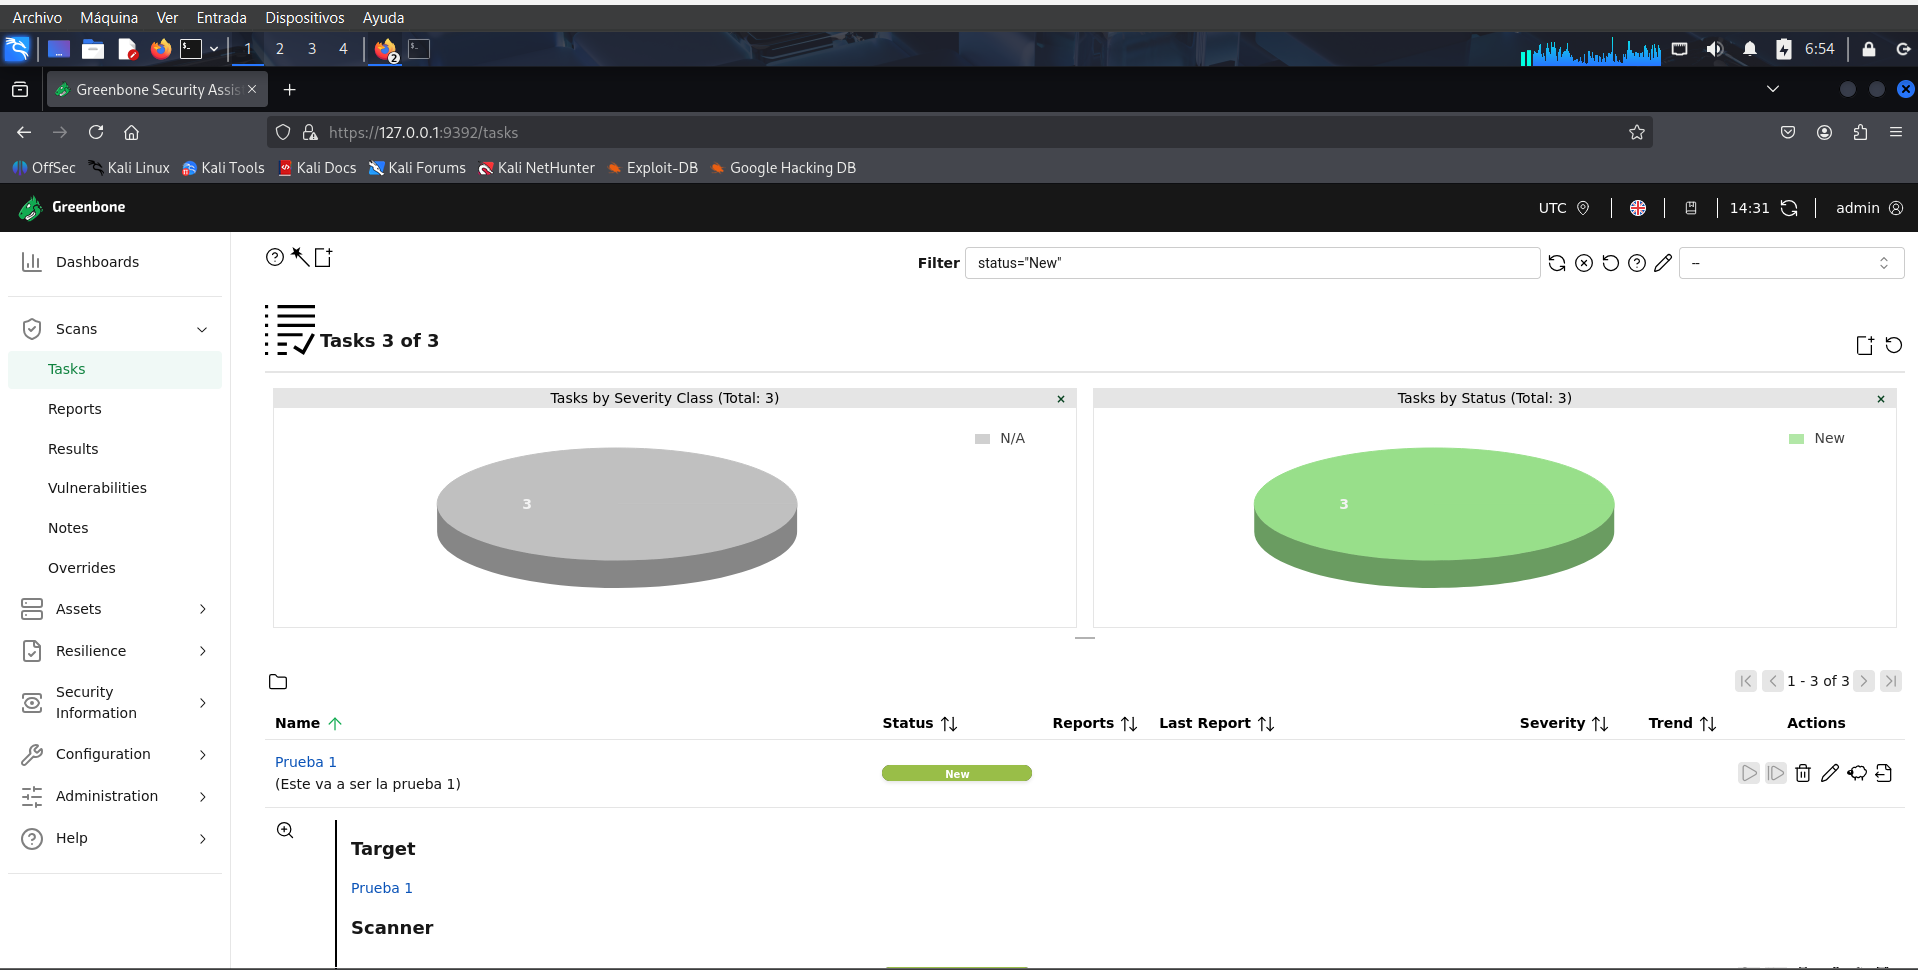 Archivo Máquina Ver Entrada Dispositivos Ayuda
1 2 3 4 2 6:54
Greenbone Security Assis
https://127.0.0.1:9392/tasks
OffSec Kali Linux Kali Tools Kali Docs Kali Forums Kali NetHunter Exploit-DB Google Hacking DB
Greenbone UTC 14:31 admin
Dashboards
Scans
Tasks
Reports
Results
Vulnerabilities
Notes
Overrides
Assets
Resilience
Security
Information
Configuration
Administration
Help
Filter status="New" --
Tasks 3 of 3
Tasks by Severity Class (Total: 3)
N/A
3
Tasks by Status (Total: 3)
New
3
1 - 3 of 3
Name Status Reports Last Report Severity Trend Actions
Prueba 1
(Este va a ser la prueba 1)
New
Target
Prueba 1
Scanner